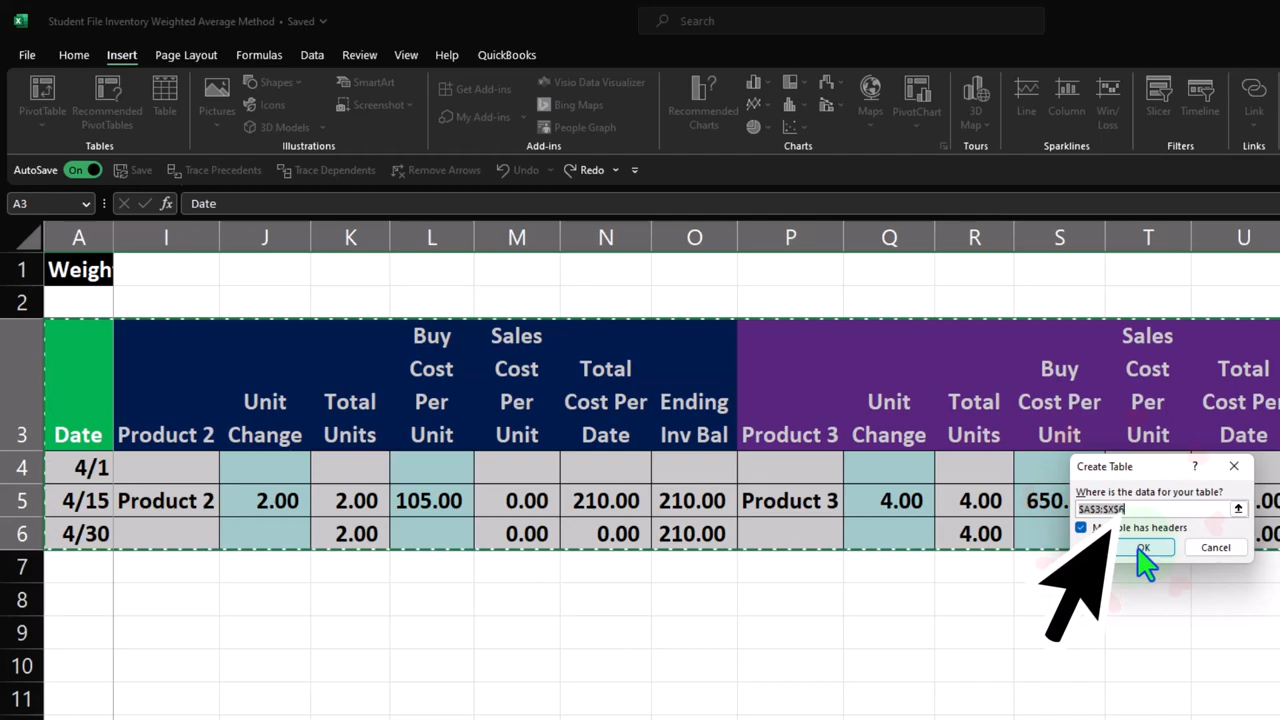 Student File Inventory Weighted Average Method • Saved
Search
File Home Insert Page Layout Formulas Data Review View Help QuickBooks
PivotTable
Recommended PivotTables
Table
Tables
Pictures
Shapes
Icons
3D Models
SmartArt
Screenshot
Illustrations
Get Add-ins
My Add-ins
Visio Data Visualizer
Bing Maps
People Graph
Add-ins
Recommended Charts
Maps
PivotChart
Charts
3D Map
Tours
Line
Column
Win/Loss
Sparklines
Slicer
Timeline
Filters
Link
Links
AutoSave On Save Trace Precedents Trace Dependents Remove Arrows Undo Redo
A3 fx Date
A I J K L M N O P Q R S T U
1 Weigh
2
3 Date Product 2 Unit Change Total Units Buy Cost Per Unit Sales Cost Per Unit Total Cost Per Date Ending Inv Bal Product 3 Unit Change Total Units Buy Cost Per Unit Sales Cost Per Unit Total Cost Per Date
4 4/1
5 4/15 Product 2 2.00 2.00 105.00 0.00 210.00 210.00 Product 3 4.00 4.00 650.
6 4/30 2.00 0.00 0.00 210.00 4.00
7
8
9
10
11
Create Table ?
Where is the data for your table?
has headers
OK Cancel